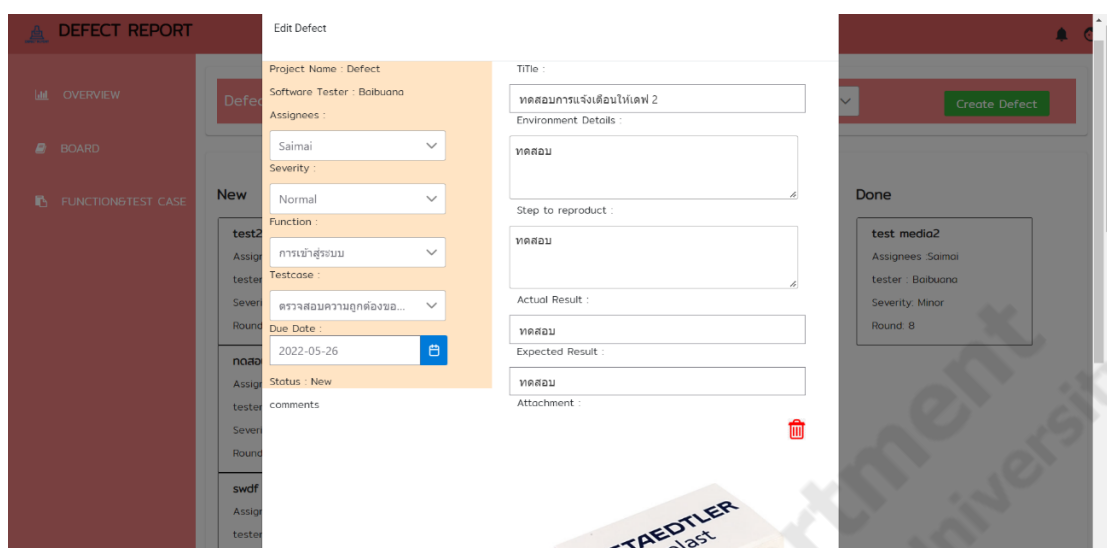 DEFECT REPORT
OVERVIEW
BOARD
FUNCTION&TEST CASE
Create Defect
New
test2
swdf
Edit Defect
Project Name : Defect
Software Tester : Baibuana
Assignees :
Saimai
Severity :
Normal
Function :
การเข้าสู่ระบบ
Testcase :
ตรวจสอบความถูกต้องขอ...
Due Date :
2022-05-26
Status : New
comments
TiTle :
ทดสอบการแจ้งเตือนให้เดฟ 2
Environment Details :
ทดสอบ
Step to reproduct :
ทดสอบ
Actual Result :
ทดสอบ
Expected Result :
ทดสอบ
Attachment :
STAEDTLER
Done
test media2
Assignees :Saimai
tester : Baibuana
Severity: Minor
Round: 8